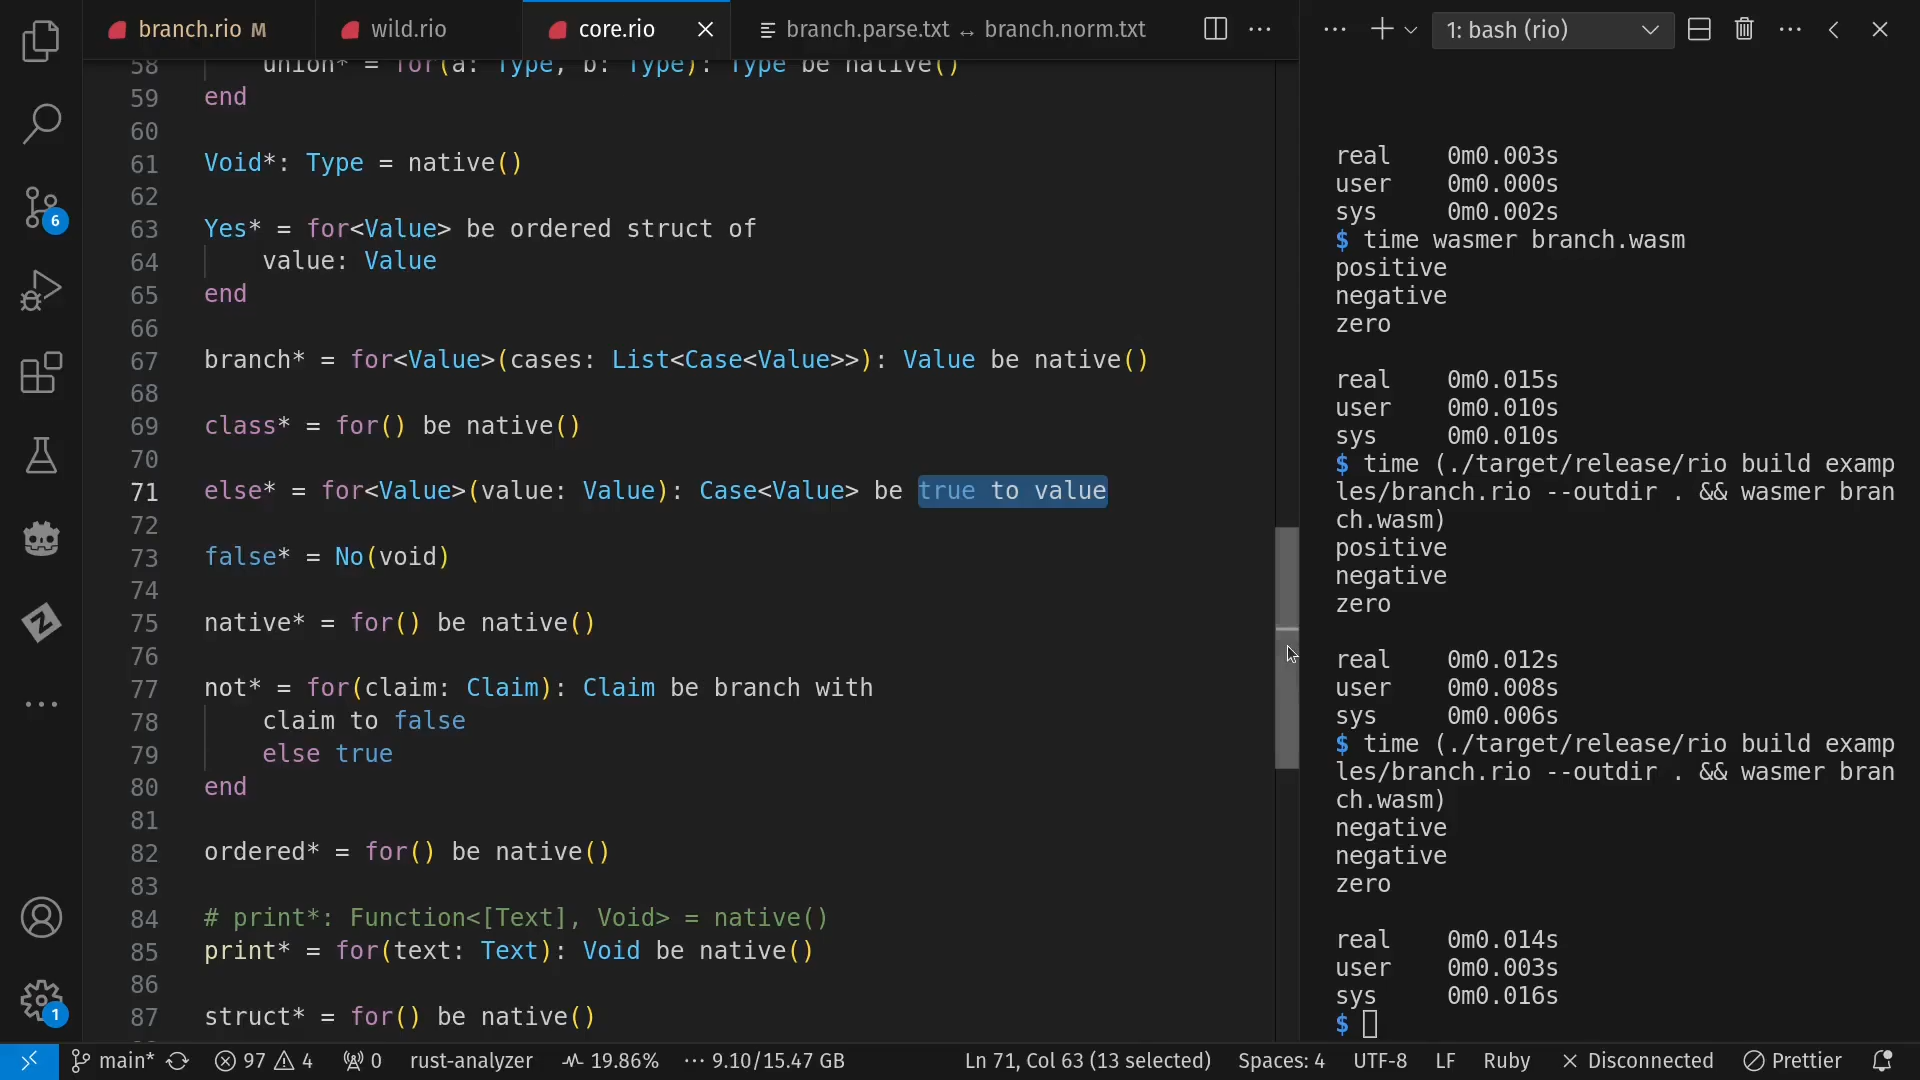 branch.rio M
wild.rio
core.rio
branch.parse.txt ↔ branch.norm.txt
1: bash (rio)
58 union* = for(a: Type, b: Type): Type be native()
59 end
60
61 Void*: Type = native()
62
63 Yes* = for<Value> be ordered struct of
64 value: Value
65 end
66
67 branch* = for<Value>(cases: List<Case<Value>>): Value be native()
68
69 class* = for() be native()
70
71 else* = for<Value>(value: Value): Case<Value> be true to value
72
73 false* = No(void)
74
75 native* = for() be native()
76
77 not* = for(claim: Claim): Claim be branch with
78 claim to false
79 else true
80 end
81
82 ordered* = for() be native()
83
84 # print*: Function<[Text], Void> = native()
85 print* = for(text: Text): Void be native()
86
87 struct* = for() be native()
real 0m0.003s
user 0m0.000s
sys 0m0.002s
$ time wasmer branch.wasm
positive
negative
zero
real 0m0.015s
user 0m0.010s
sys 0m0.010s
$ time (./target/release/rio build examp
les/branch.rio --outdir . && wasmer bran
ch.wasm)
positive
negative
zero
real 0m0.012s
user 0m0.008s
sys 0m0.006s
$ time (./target/release/rio build examp
les/branch.rio --outdir . && wasmer bran
ch.wasm)
negative
negative
zero
real 0m0.014s
user 0m0.003s
sys 0m0.016s
$
6
1
main* 97 4 0 rust-analyzer 19.86% 9.10/15.47 GB Ln 71, Col 63 (13 selected) Spaces: 4 UTF-8 LF Ruby Disconnected Prettier